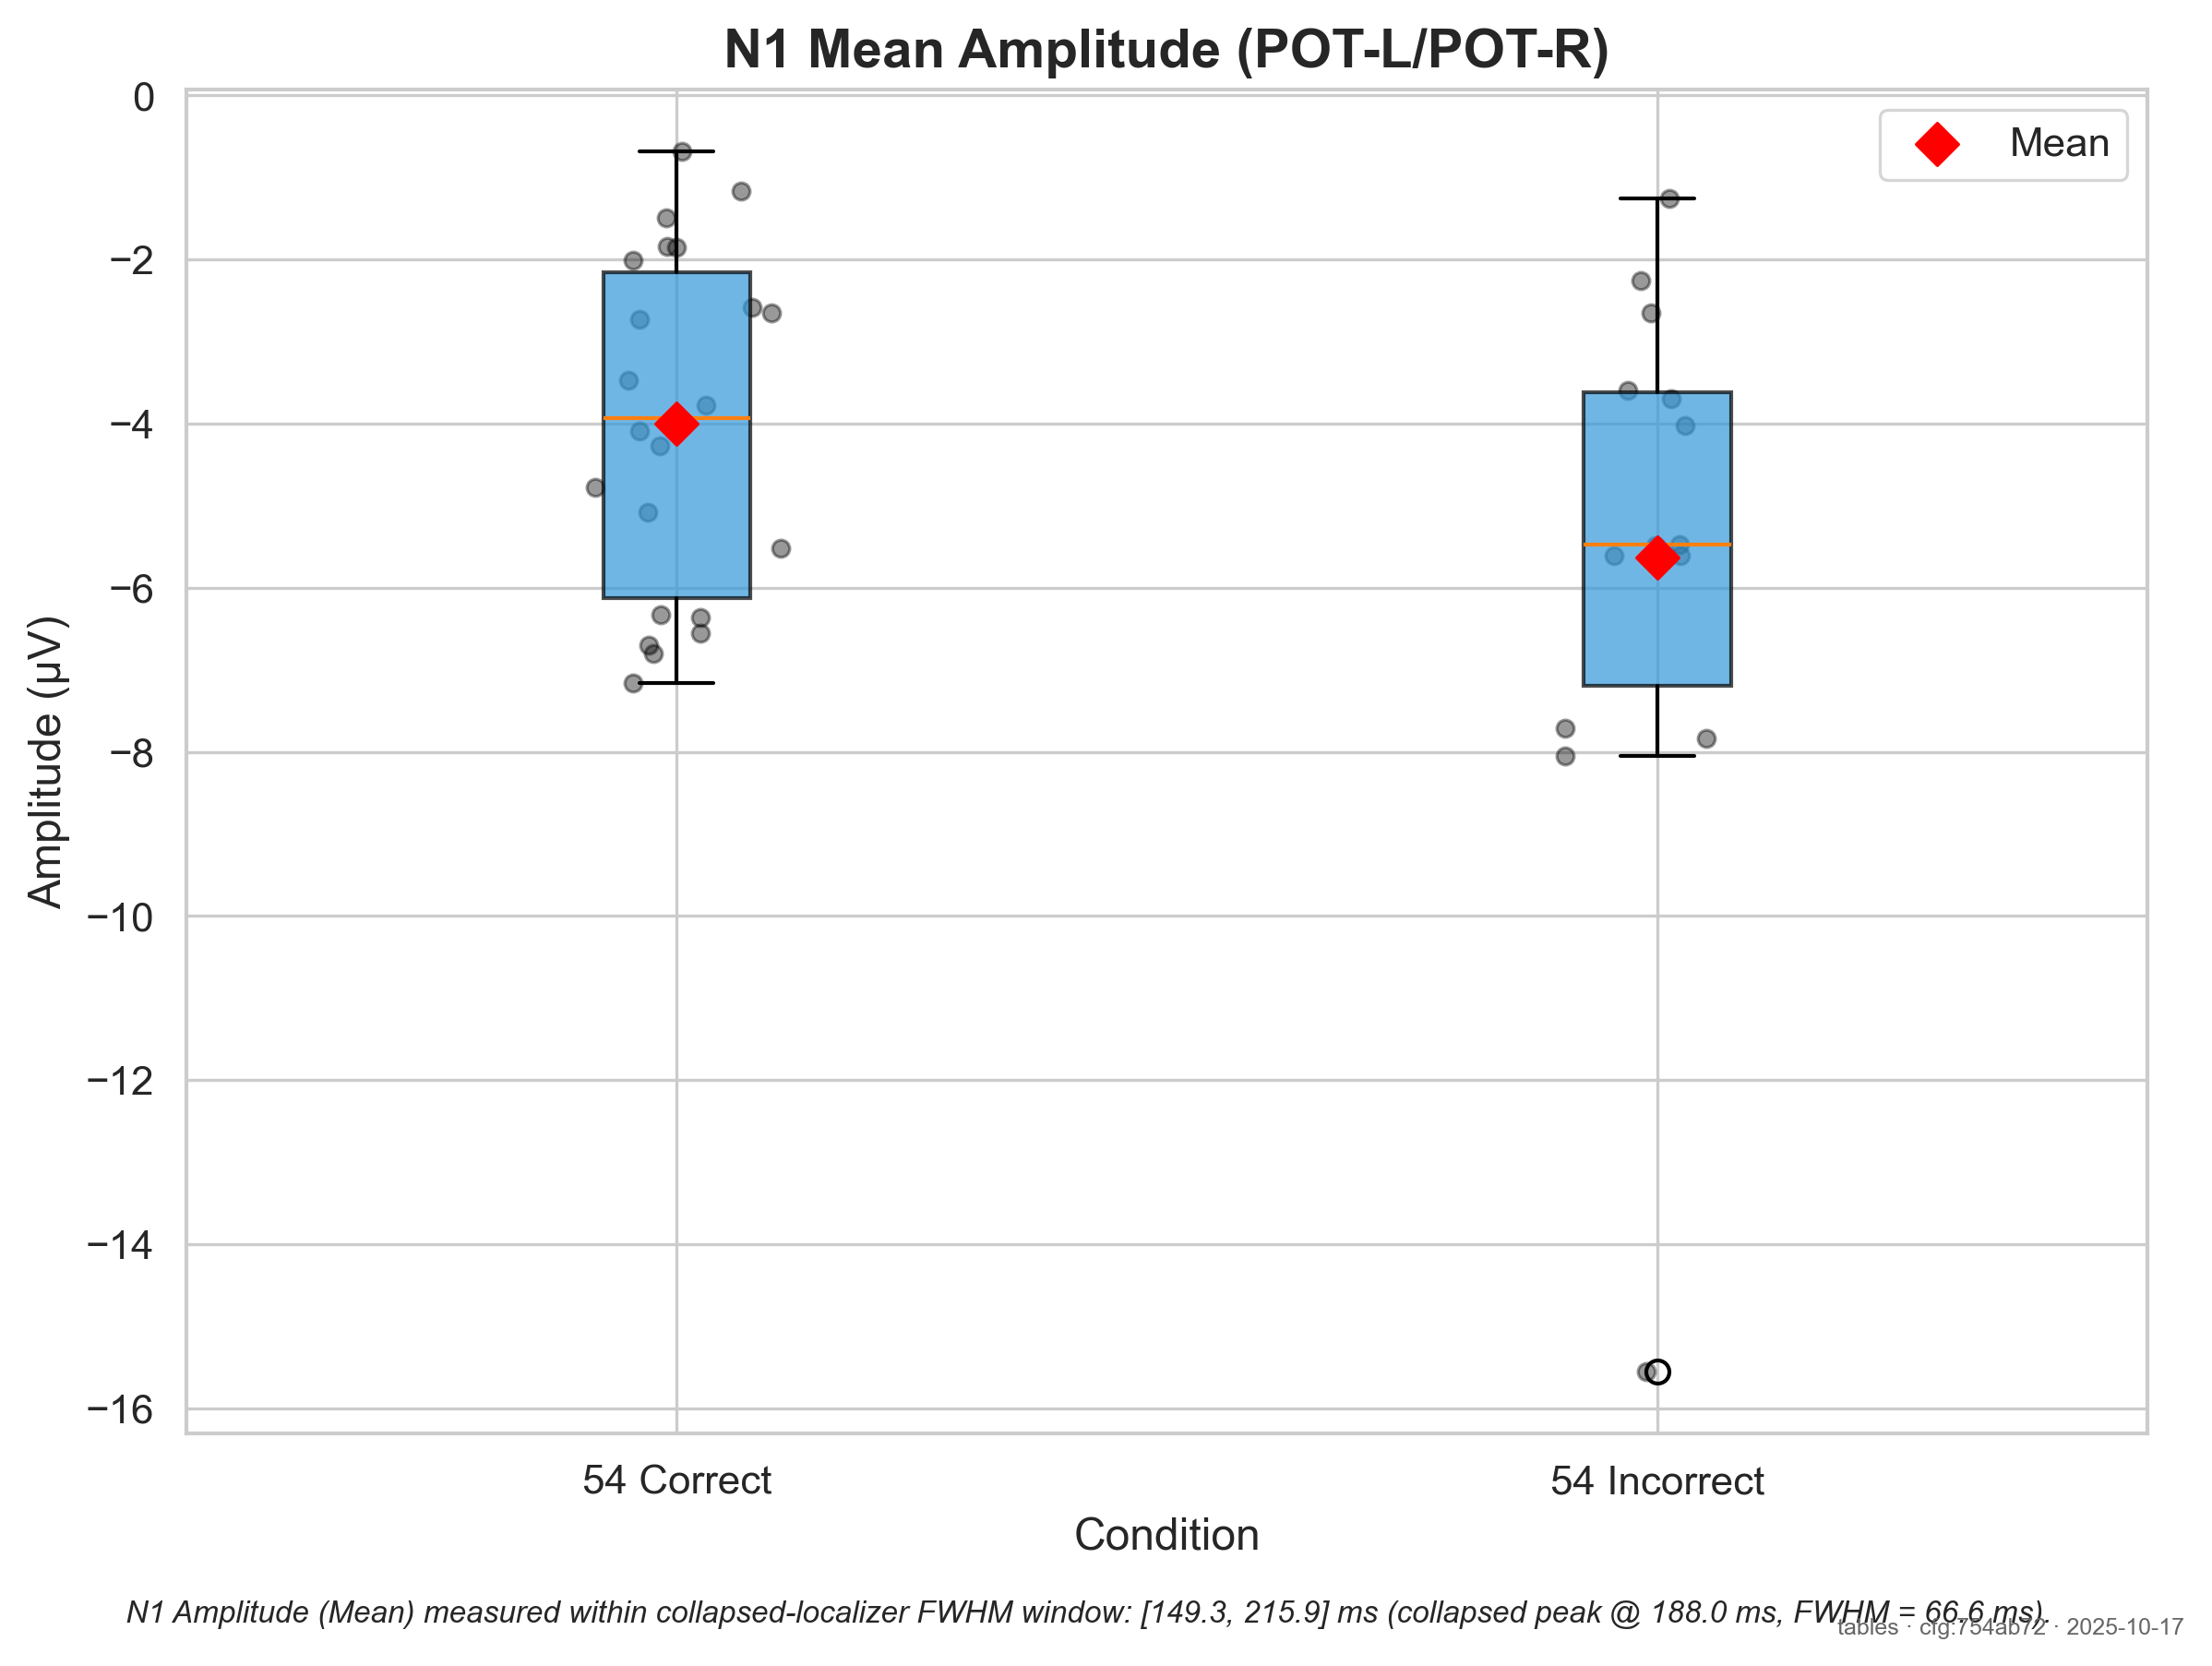 N1 Mean Amplitude (POT-L/POT-R)
Mean
0
−2
−4
−6
−8
−10
−12
−14
−16
Amplitude (µV)
54 Correct
54 Incorrect
Condition
N1 Amplitude (Mean) measured within collapsed-localizer FWHM window: [149.3, 215.9] ms (collapsed peak @ 188.0 ms, FWHM = 66.6 ms).
tables · cfg:754ab72 · 2025-10-17